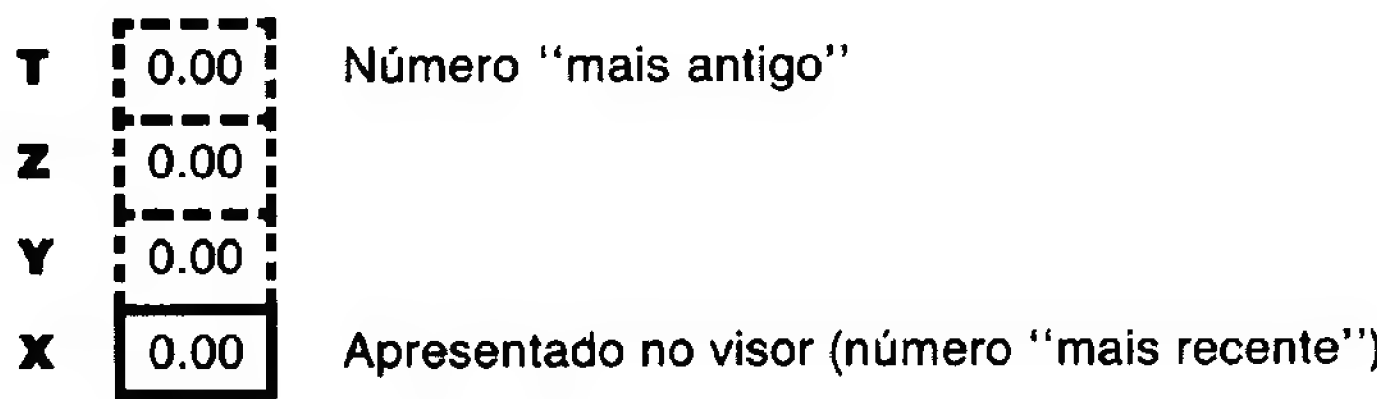 T 0.00 Número ‘‘mais antigo’’
Z 0.00
Y 0.00
X 0.00 Apresentado no visor (número ‘‘mais recente’’)